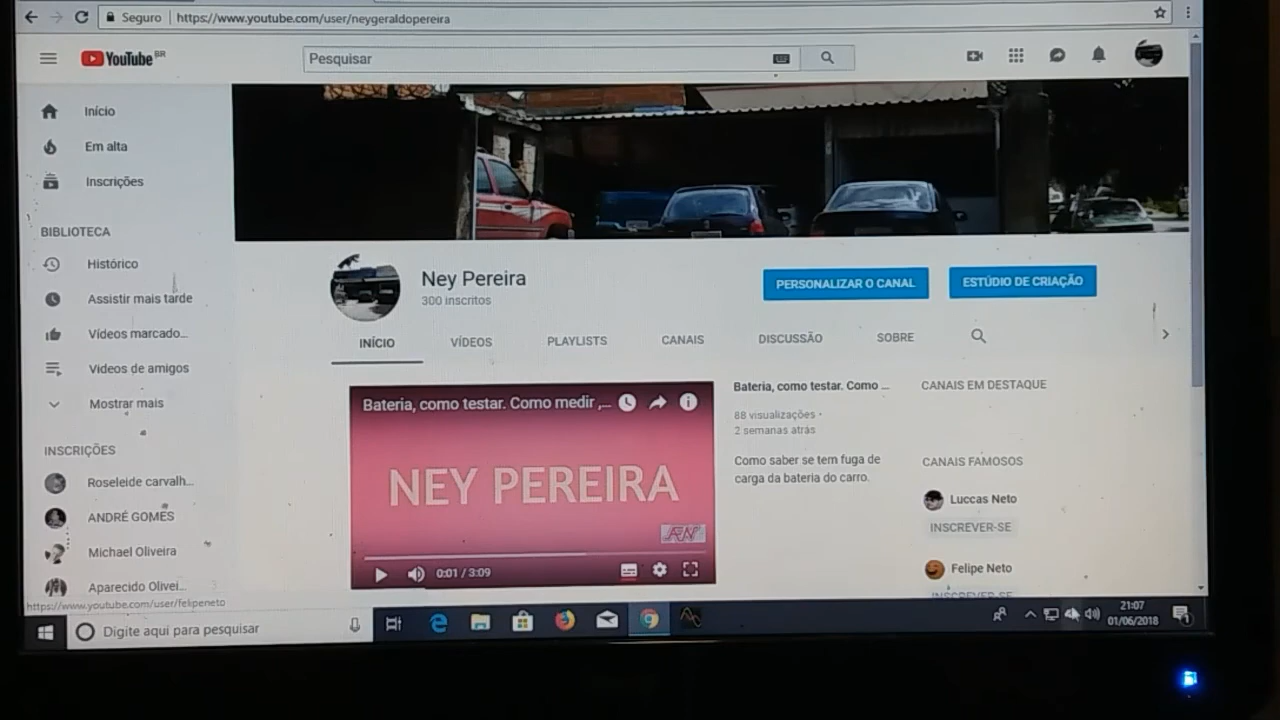 Seguro https://www.youtube.com/user/neygeraldopereira
YouTube BR
Pesquisar
Início
Em alta
Inscrições
BIBLIOTECA
Histórico
Assistir mais tarde
Vídeos marcado...
Vídeos de amigos
Mostrar mais
INSCRIÇÕES
Roseleide carvalh...
ANDRÉ GOMES
Michael Oliveira
Aparecido Olivei...
https://www.youtube.com/user/felipeneto
Ney Pereira
300 inscritos
PERSONALIZAR O CANAL
ESTÚDIO DE CRIAÇÃO
INÍCIO VÍDEOS PLAYLISTS CANAIS DISCUSSÃO SOBRE
Bateria, como testar. Como medir ,...
NEY PEREIRA
0:01 / 3:09
Bateria, como testar. Como ...
88 visualizações •
2 semanas atrás
Como saber se tem fuga de
carga da bateria do carro.
CANAIS EM DESTAQUE
CANAIS FAMOSOS
Luccas Neto
INSCREVER-SE
Felipe Neto
INSCREVER-SE
Digite aqui para pesquisar
21:07
01/06/2018
1